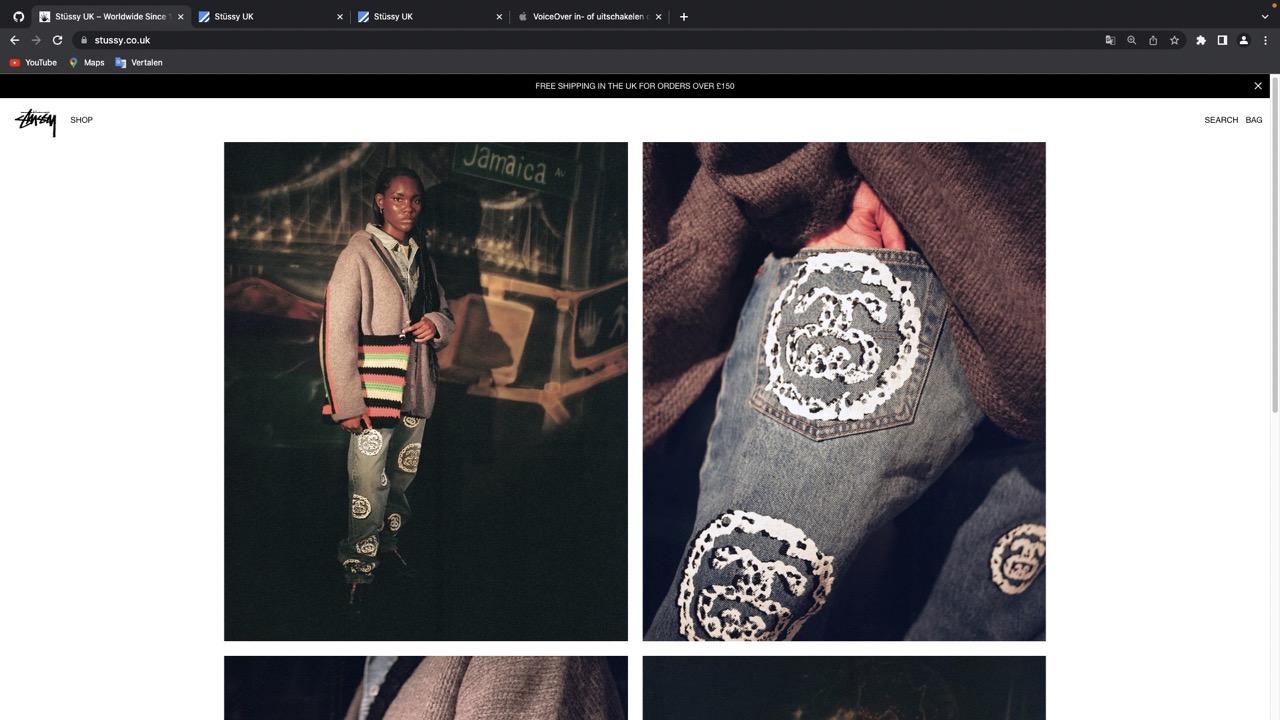 Stüssy UK – Worldwide Since 1
Stüssy UK
Stüssy UK
VoiceOver in- of uitschakelen o
stussy.co.uk
YouTube
Maps
Vertalen
FREE SHIPPING IN THE UK FOR ORDERS OVER £150
Stüssy
SHOP
SEARCH
BAG
Jamaica AV